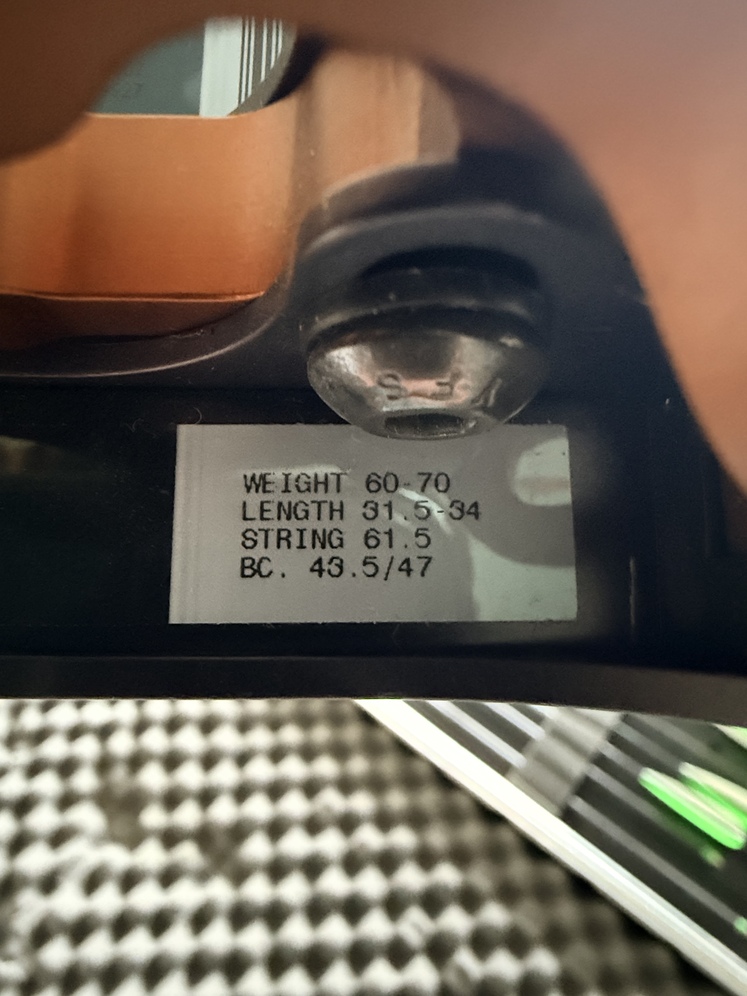 WEIGHT 60-70
LENGTH 31.5-34
STRING 61.5
BC. 43.5/47